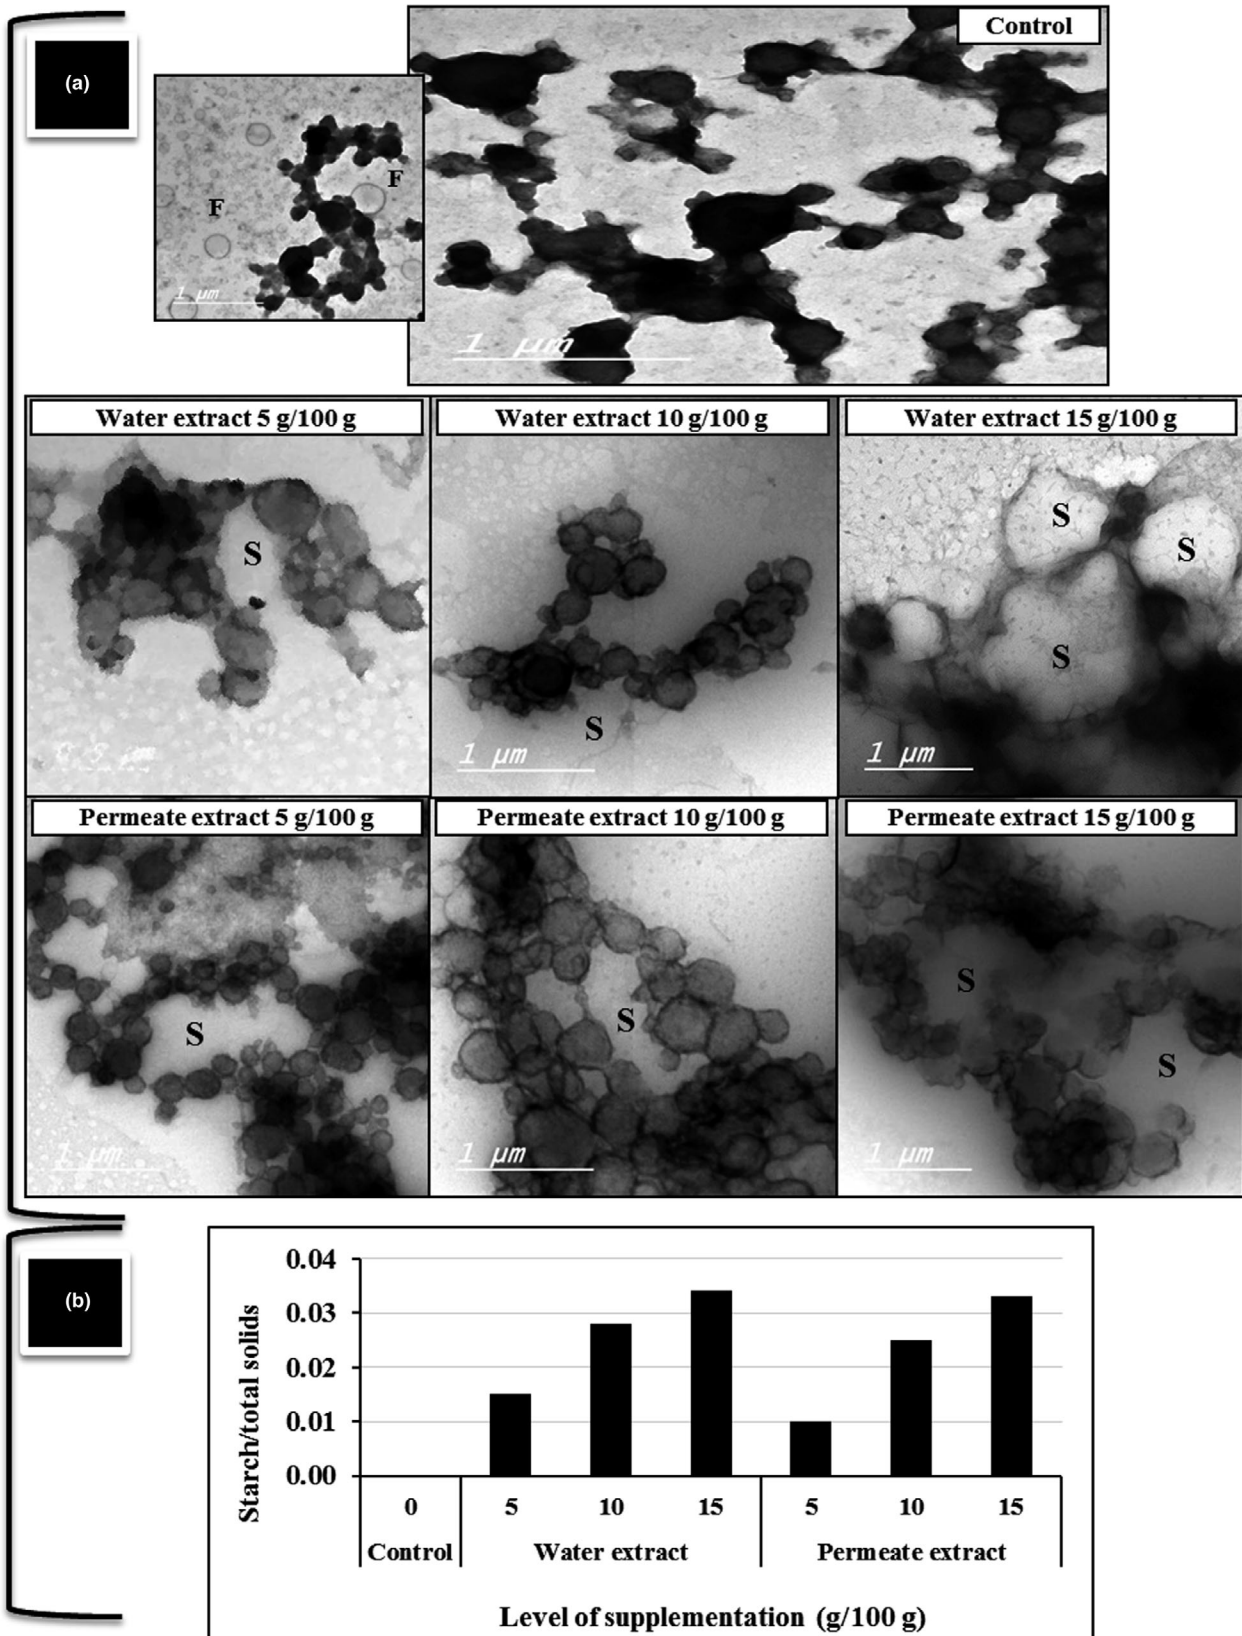 (a)
Control
F
F
1 μm
1 μm
Water extract 5 g/100 g
Water extract 10 g/100 g
Water extract 15 g/100 g
S
S
S
S
S
0.5 μm
1 μm
1 μm
Permeate extract 5 g/100 g
Permeate extract 10 g/100 g
Permeate extract 15 g/100 g
S
S
S
S
1 μm
1 μm
1 μm
(b)
Starch/total solids
0.04
0.03
0.02
0.01
0.00
0 5 10 15 5 10 15
Control Water extract Permeate extract
Level of supplementation (g/100 g)